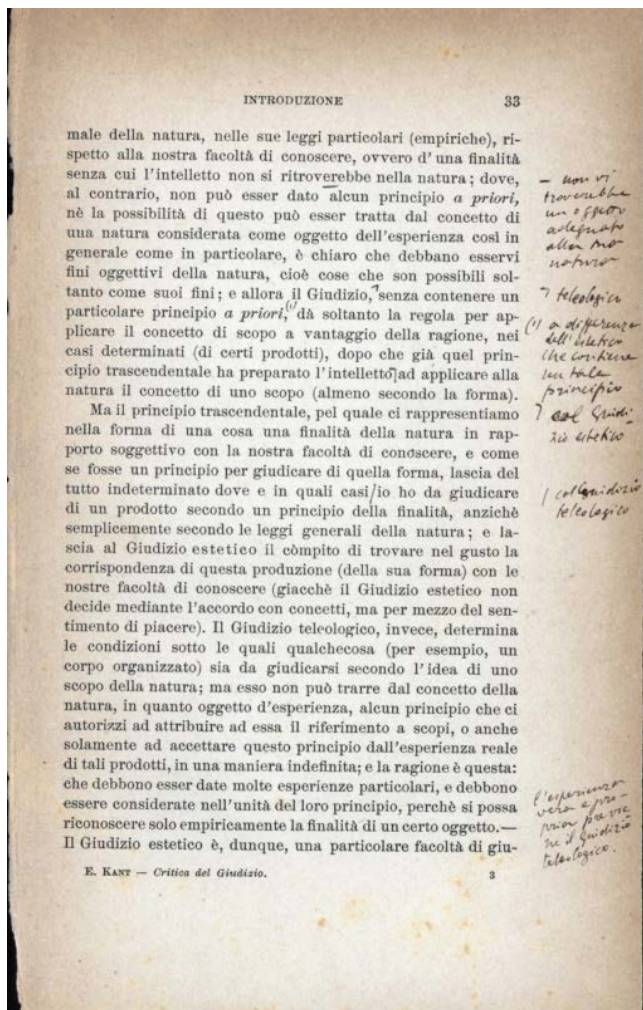 INTRODUZIONE 33
male della natura, nelle sue leggi particolari (empiriche), ri-
spetto alla nostra facoltà di conoscere, ovvero d'una finalità
senza cui l'intelletto non si ritroverebbe nella natura; dove,
al contrario, non può esser dato alcun principio a priori,
nè la possibilità di questo può esser tratta dal concetto di
una natura considerata come oggetto dell'esperienza così in
generale come in particolare, è chiaro che debbano esservi
fini oggettivi della natura, cioè cose che son possibili sol-
tanto come suoi fini; e allora il Giudizio, senza contenere un
particolare principio a priori, (1) dà soltanto la regola per ap-
plicare il concetto di scopo a vantaggio della ragione, nei
casi determinati (di certi prodotti), dopo che già quel prin-
cipio trascendentale ha preparato l'intelletto ad applicare alla
natura il concetto di uno scopo (almeno secondo la forma).
Ma il principio trascendentale, pel quale ci rappresentiamo
nella forma di una cosa una finalità della natura in rap-
porto soggettivo con la nostra facoltà di conoscere, e come
se fosse un principio per giudicare di quella forma, lascia del
tutto indeterminato dove e in quali casi/io ho da giudicare
di un prodotto secondo un principio della finalità, anzichè
semplicemente secondo le leggi generali della natura; e la-
scia al Giudizio estetico il còmpito di trovare nel gusto la
corrispondenza di questa produzione (della sua forma) con le
nostre facoltà di conoscere (giacchè il Giudizio estetico non
decide mediante l'accordo con concetti, ma per mezzo del sen-
timento di piacere). Il Giudizio teleologico, invece, determina
le condizioni sotto le quali qualchecosa (per esempio, un
corpo organizzato) sia da giudicarsi secondo l'idea di uno
scopo della natura; ma esso non può trarre dal concetto della
natura, in quanto oggetto d'esperienza, alcun principio che ci
autorizzi ad attribuire ad essa il riferimento a scopi, o anche
solamente ad accettare questo principio dall'esperienza reale
di tali prodotti, in una maniera indefinita; e la ragione è questa:
che debbono esser date molte esperienze particolari, e debbono
essere considerate nell'unità del loro principio, perchè si possa
riconoscere solo empiricamente la finalità di un certo oggetto.—
Il Giudizio estetico è, dunque, una particolare facoltà di giu-
E. KANT — Critica del Giudizio. 3
— non vi
troverebbe
un oggetto
adeguato
alla sua
natura
teleologico
(1) a differenza
dell'estetico
che contiene
un tale
principio
col giudi-
zio estetico
/ col giudizio
teleologico
l'esperienza
vera e pro-
pria previe
ne il giudizio
teleologico.